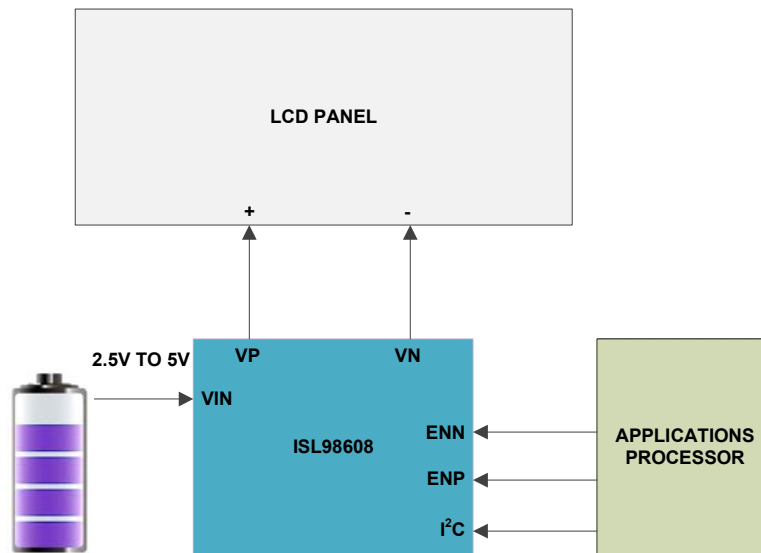 LCD PANEL
+
-
2.5V TO 5V
VP
VN
VIN
ISL98608
ENN
ENP
I²C
APPLICATIONS
PROCESSOR